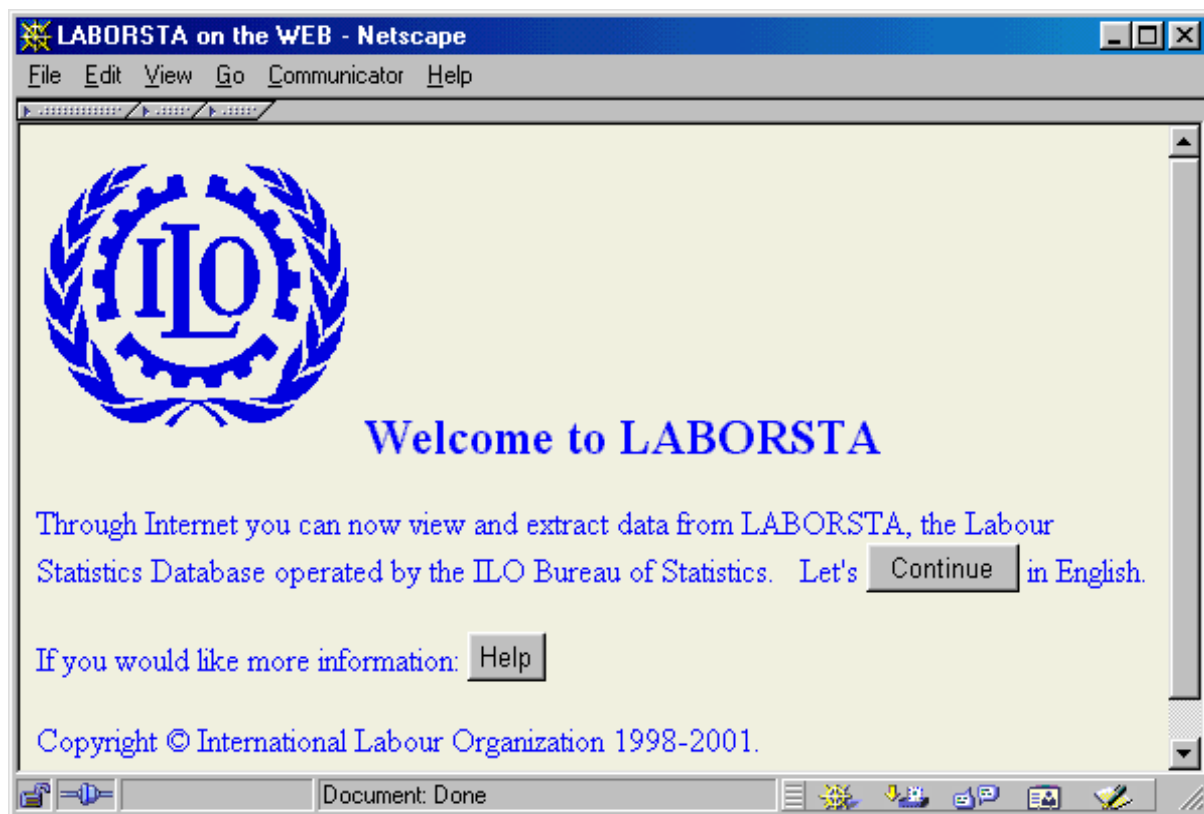 LABORSTA on the WEB - Netscape
File Edit View Go Communicator Help
ILO
Welcome to LABORSTA
Through Internet you can now view and extract data from LABORSTA, the Labour
Statistics Database operated by the ILO Bureau of Statistics. Let's Continue in English.
If you would like more information: Help
Copyright © International Labour Organization 1998-2001.
Document: Done